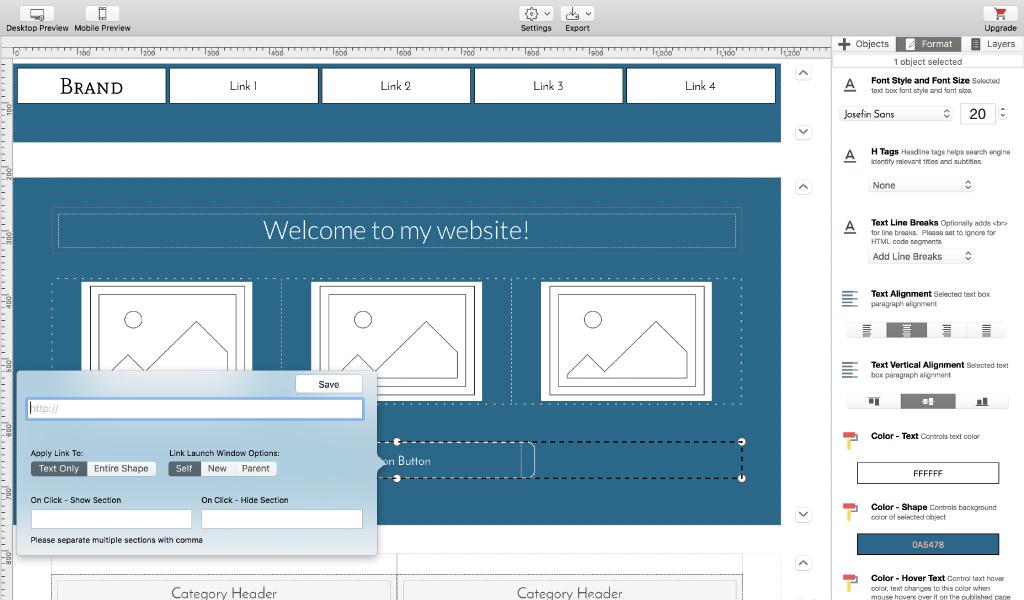 Desktop Preview Mobile Preview Settings Export Upgrade
0 100 200 300 400 500 600 700 800 900 1,000 1,100 1,200
Objects Format Layers
1 object selected
BRAND Link 1 Link 2 Link 3 Link 4
Welcome to my website!
Save
http://
Apply Link To: Link Launch Window Options:
Text Only Entire Shape Self New Parent
On Click - Show Section On Click - Hide Section
Please separate multiple sections with comma
on Button
Category Header Category Header
100
200
300
400
500
600
700
800
Font Style and Font Size Selected
text box font style and font size.
Josefin Sans 20
H Tags Headline tags helps search engine
identify relevant titles and subtitles
None
Text Line Breaks Optionally adds <br>
for line breaks. Please set to Ignore for
HTML code segments
Add Line Breaks
Text Alignment Selected text box
paragraph alignment
Text Vertical Alignment Selected text
box paragraph alignment
Color - Text Controls text color
FFFFFF
Color - Shape Controls background
color of selected object
0A5478
Color - Hover Text Control text hover
color, text changes to this color when
mouse hovers over it on the published page